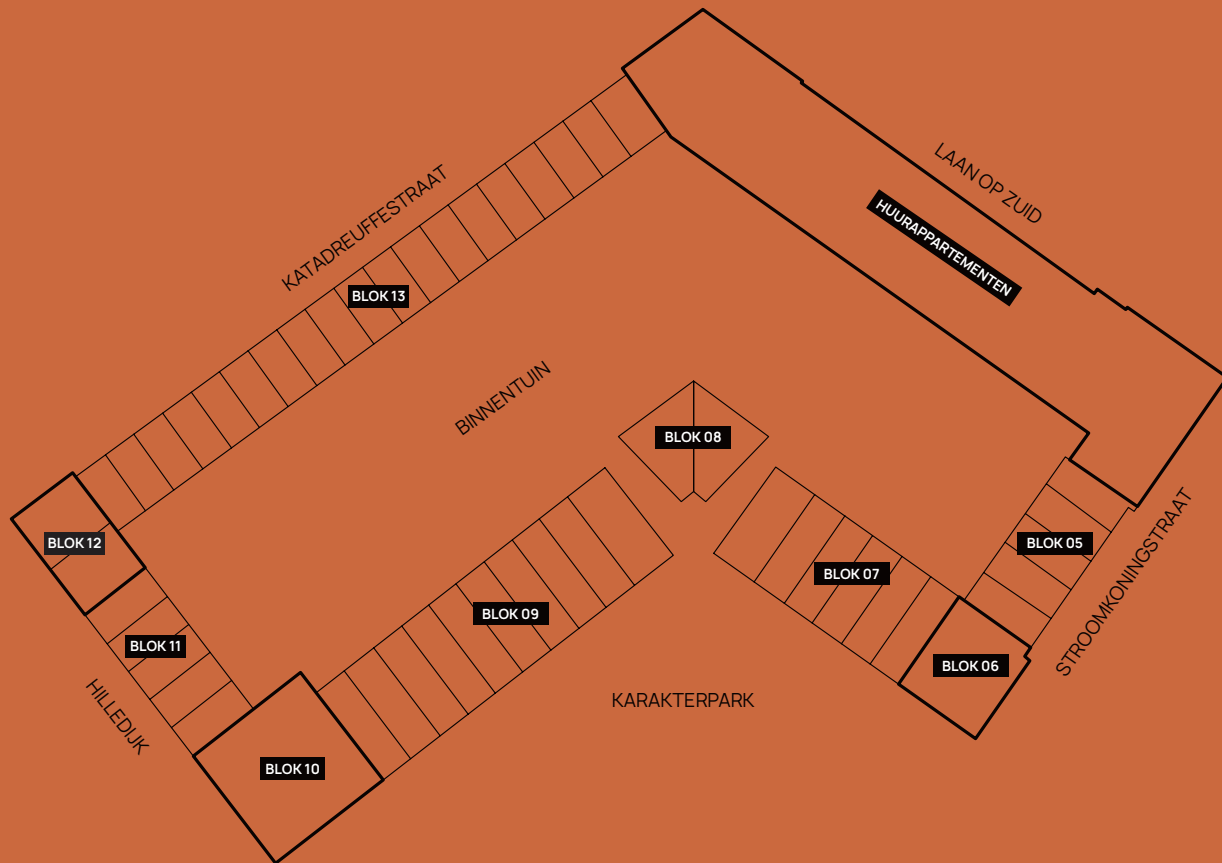 LAAN OP ZUID
KATADREUFFESTRAAT
HUURAPPARTEMENTEN
BLOK 13
BINNENTUIN
BLOK 08
BLOK 12
BLOK 05
BLOK 07
STROOMKONINGSTRAAT
BLOK 09
BLOK 11
BLOK 06
HILLEDIJK
KARAKTERPARK
BLOK 10